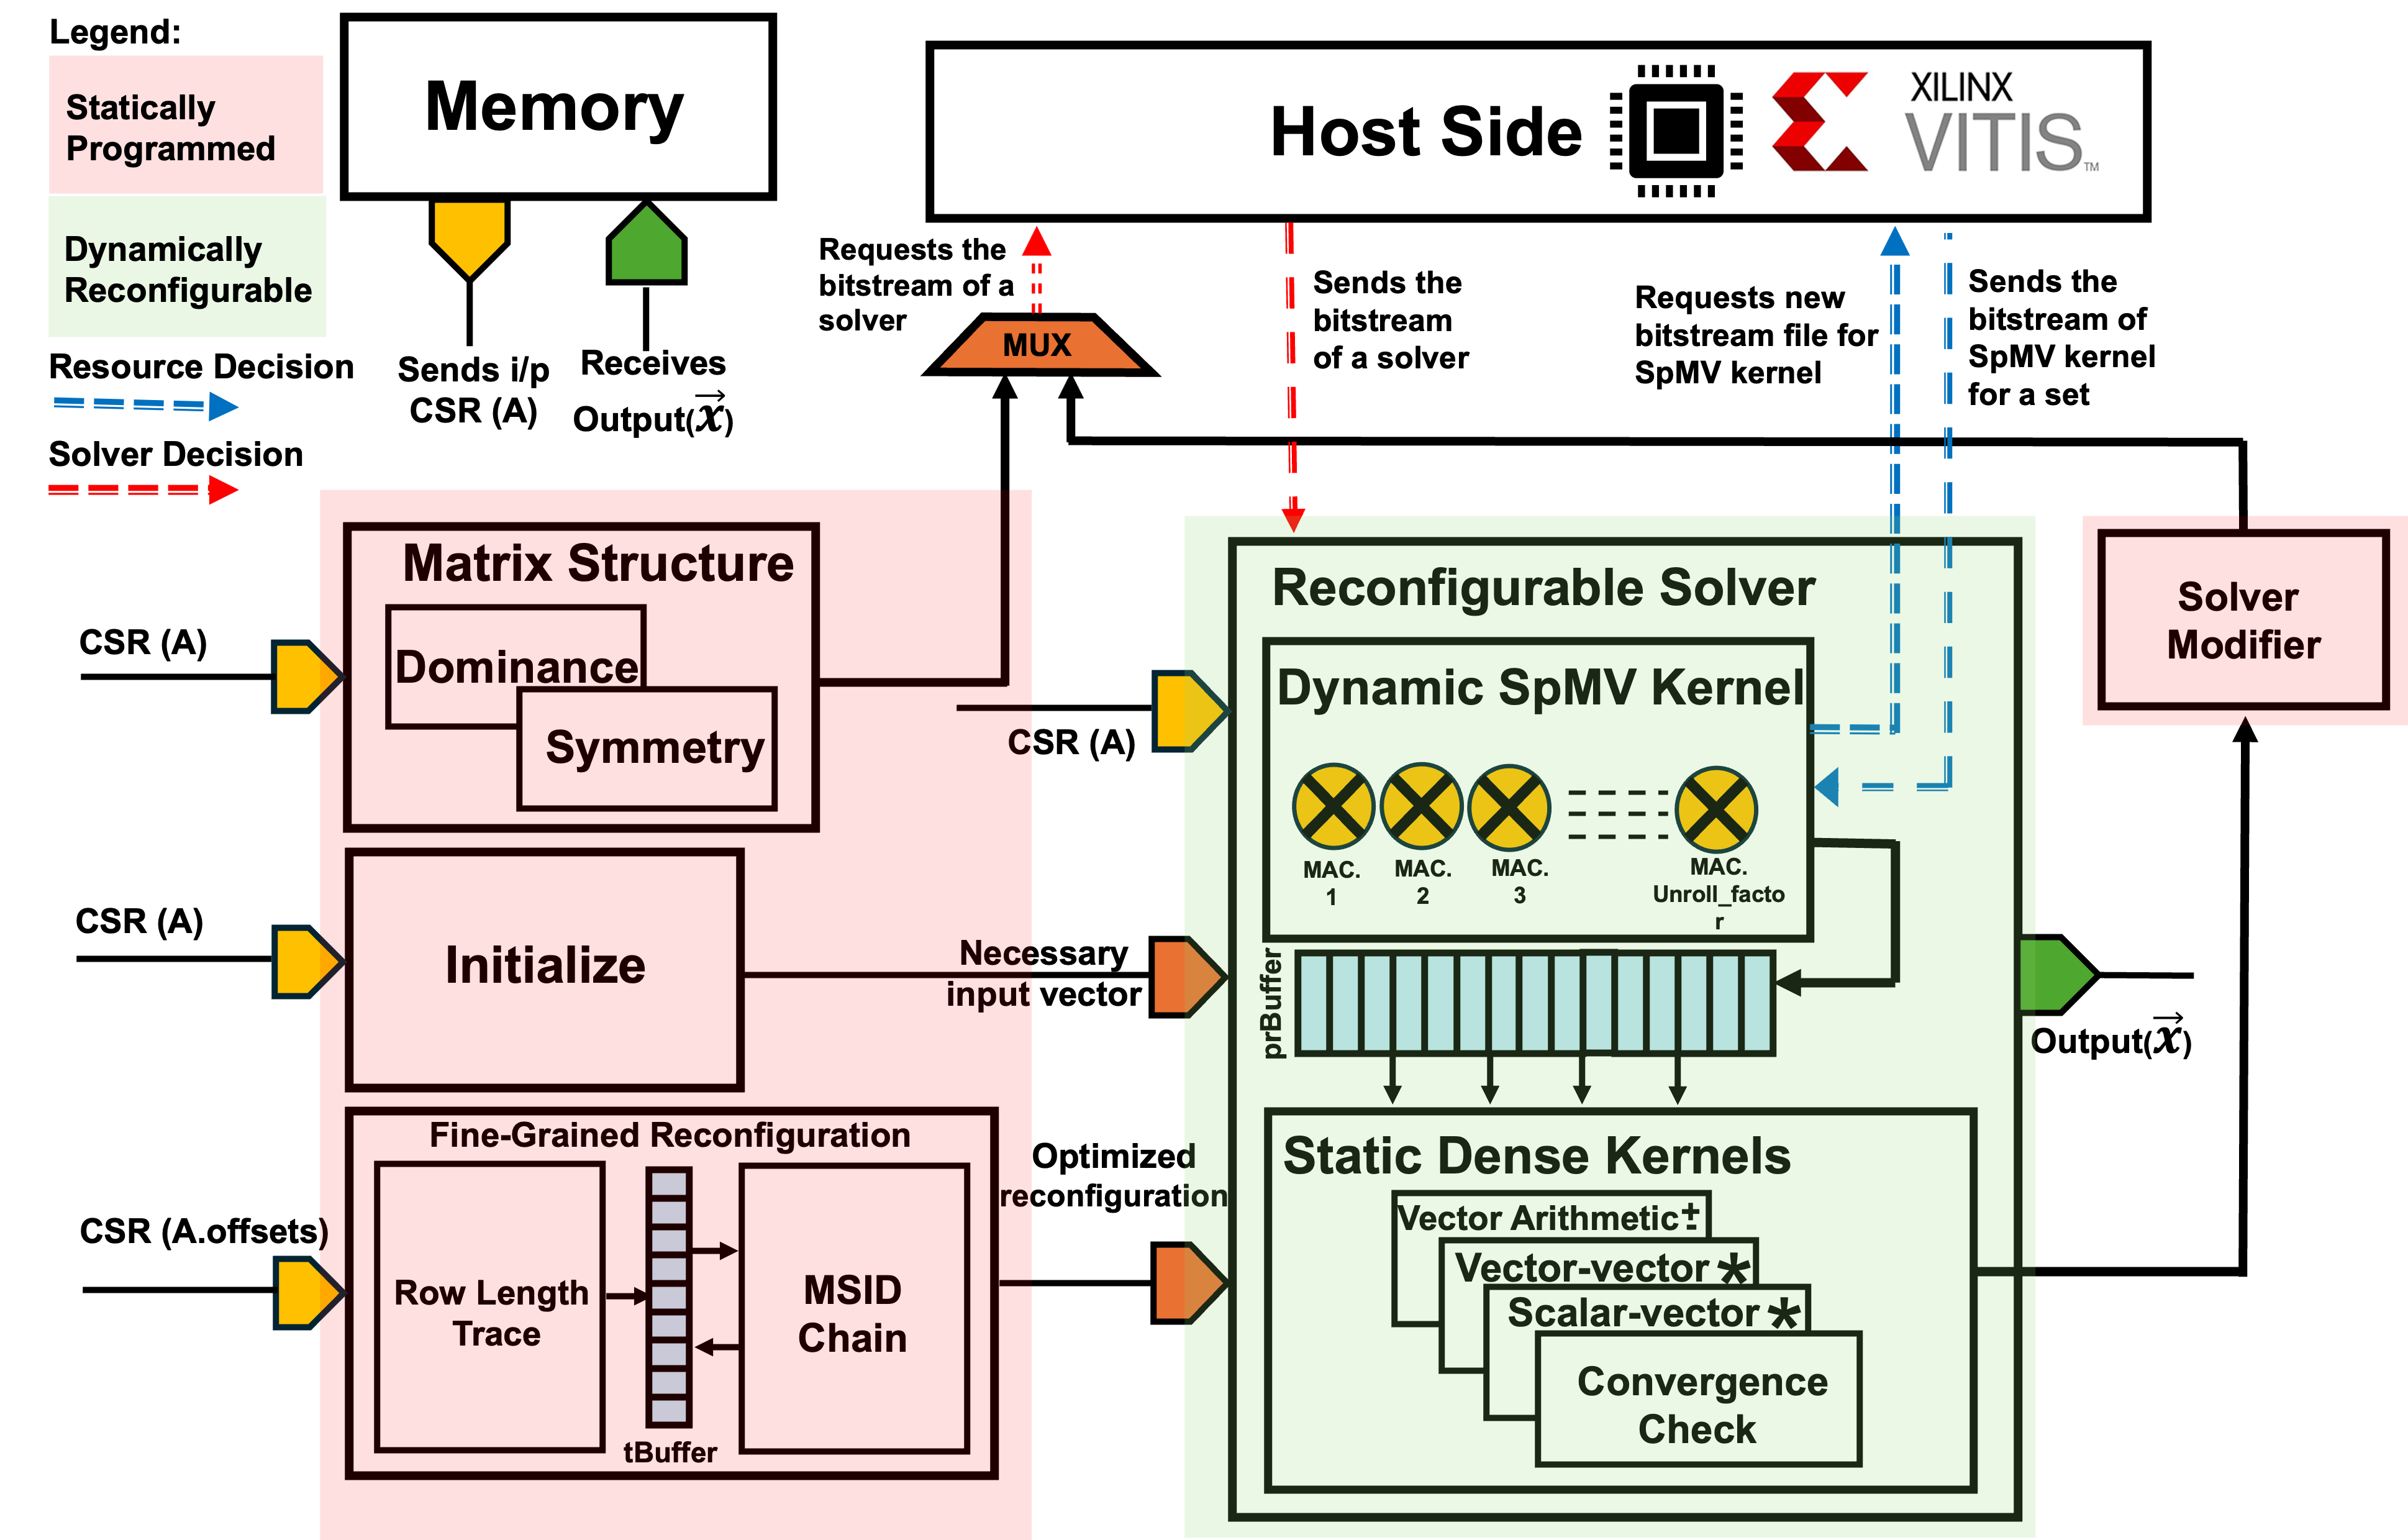 Legend:
Statically
Programmed
Dynamically
Reconfigurable
Resource Decision
Solver Decision
Memory
Sends i/p
CSR (A)
Receives
Output(x)
Host Side
XILINX
VITIS
TM
Requests the
bitstream of a
solver
MUX
Sends the
bitstream
of a solver
Requests new
bitstream file for
SpMV kernel
Sends the
bitstream of
SpMV kernel
for a set
CSR (A)
Matrix Structure
Dominance
Symmetry
CSR (A)
Initialize
Necessary
input vector
CSR (A.offsets)
Fine-Grained Reconfiguration
Row Length
Trace
tBuffer
MSID
Chain
Optimized
reconfiguration
CSR (A)
Reconfigurable Solver
Dynamic SpMV Kernel
MAC.
1
MAC.
2
MAC.
3
MAC.
Unroll_facto
r
prBuffer
Static Dense Kernels
Vector Arithmetic±
Vector-vector *
Scalar-vector *
Convergence
Check
Output(x)
Solver
Modifier